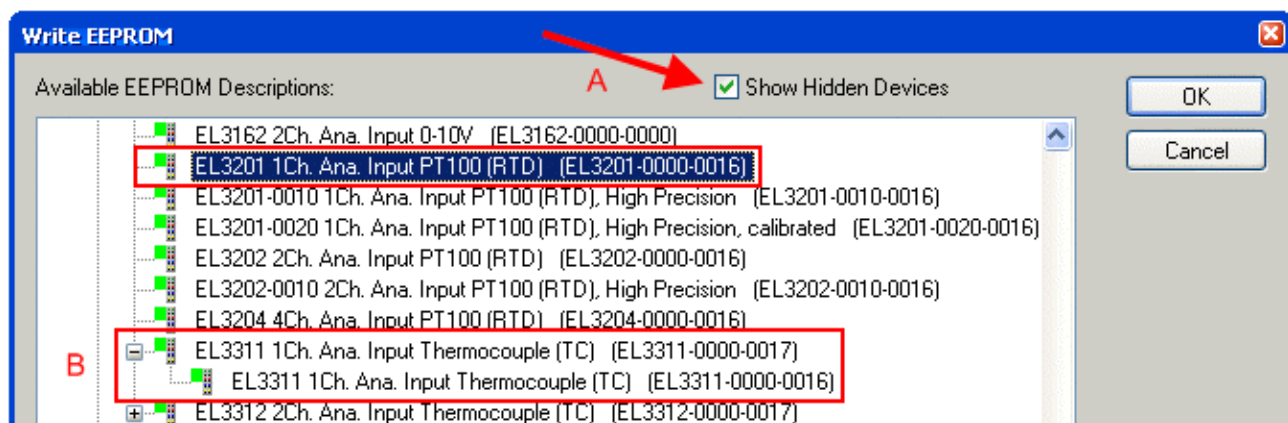 Write EEPROM
Available EEPROM Descriptions:
A
Show Hidden Devices
OK
Cancel
EL3162 2Ch. Ana. Input 0-10V (EL3162-0000-0000)
EL3201 1Ch. Ana. Input PT100 (RTD) (EL3201-0000-0016)
EL3201-0010 1Ch. Ana. Input PT100 (RTD), High Precision (EL3201-0010-0016)
EL3201-0020 1Ch. Ana. Input PT100 (RTD), High Precision, calibrated (EL3201-0020-0016)
EL3202 2Ch. Ana. Input PT100 (RTD) (EL3202-0000-0016)
EL3202-0010 2Ch. Ana. Input PT100 (RTD), High Precision (EL3202-0010-0016)
EL3204 4Ch. Ana. Input PT100 (RTD) (EL3204-0000-0016)
B
EL3311 1Ch. Ana. Input Thermocouple (TC) (EL3311-0000-0017)
EL3311 1Ch. Ana. Input Thermocouple (TC) (EL3311-0000-0016)
EL3312 2Ch. Ana. Input Thermocouple (TC) (EL3312-0000-0017)